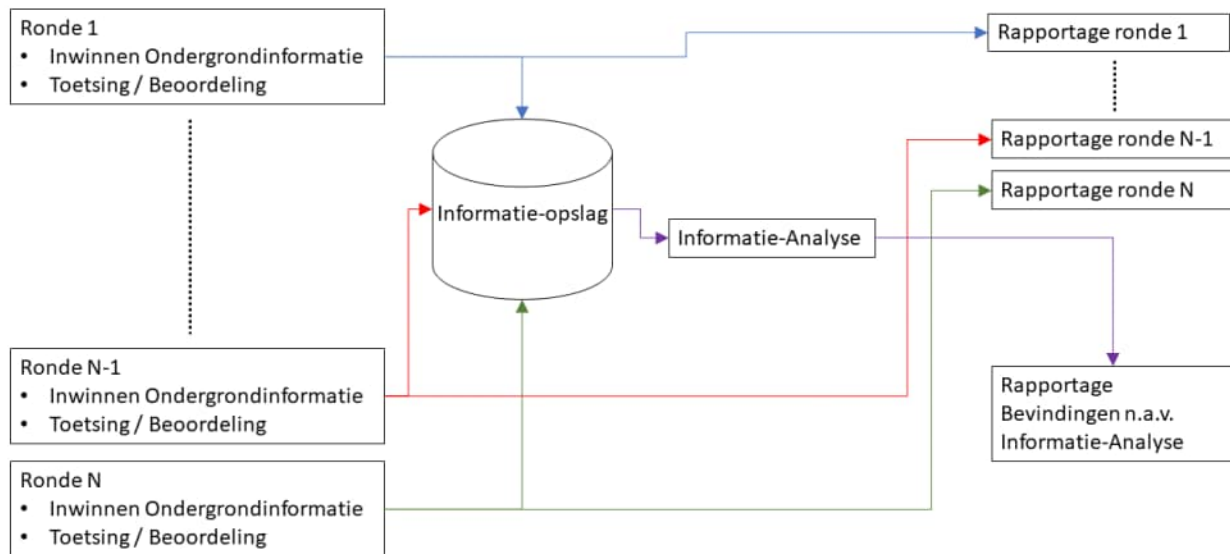 Ronde 1
• Inwinnen Ondergrondinformatie
• Toetsing / Beoordeling
Rapportage ronde 1
Rapportage ronde N-1
Rapportage ronde N
Informatie-opslag
Informatie-Analyse
Ronde N-1
• Inwinnen Ondergrondinformatie
• Toetsing / Beoordeling
Rapportage
Bevindingen n.a.v.
Informatie-Analyse
Ronde N
• Inwinnen Ondergrondinformatie
• Toetsing / Beoordeling